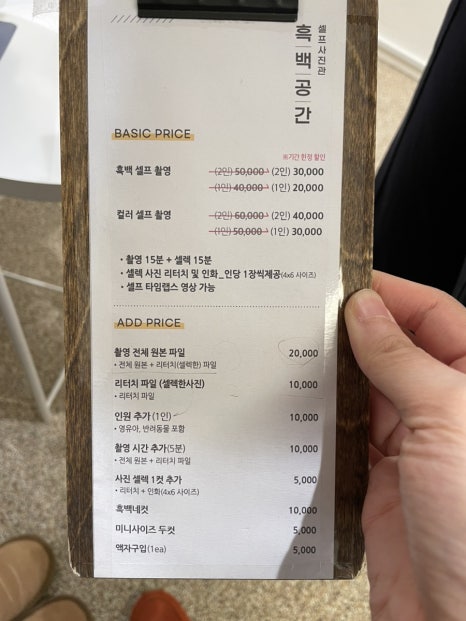 셀프사진관
흑백공간
BASIC PRICE
※기간 한정 할인
흑백 셀프 촬영 (2인) 50,000 (2인) 30,000
(1인) 40,000 (1인) 20,000
컬러 셀프 촬영 (2인) 60,000 (2인) 40,000
(1인) 50,000 (1인) 30,000
• 촬영 15분 + 셀렉 15분
• 셀렉 사진 리터치 및 인화_인당 1장씩제공(4x6 사이즈)
• 셀프 타임랩스 영상 가능
ADD PRICE
촬영 전체 원본 파일 20,000
• 전체 원본 + 리터치(셀렉한) 파일
리터치 파일 (셀렉한사진) 10,000
• 리터치 파일
인원 추가 (1인) 10,000
• 영유아, 반려동물 포함
촬영 시간 추가(5분) 10,000
• 전체 원본 + 리터치 파일
사진 셀렉 1컷 추가 5,000
• 리터치 + 인화(4x6 사이즈)
흑백네컷 10,000
미니사이즈 두컷 5,000
액자구입(1ea) 5,000